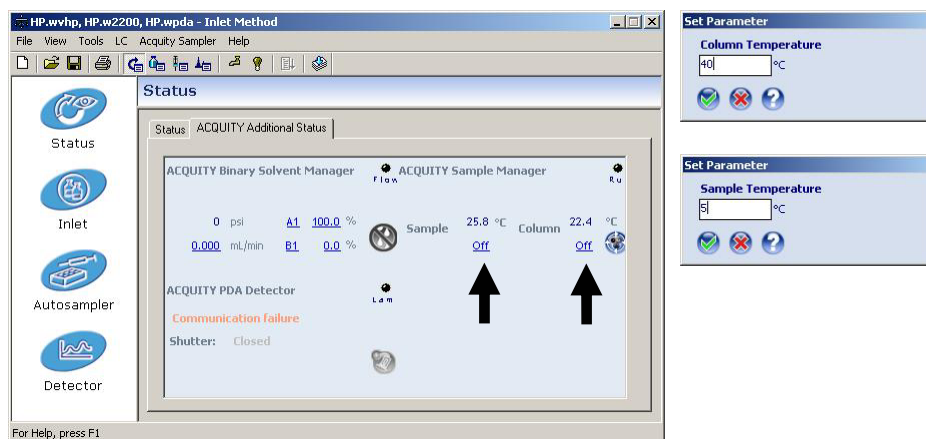 HP.wvhp, HP.w2200, HP.wpda - Inlet Method
File View Tools LC Acquity Sampler Help
Status
Status
Inlet
Autosampler
Detector
Status ACQUITY Additional Status
ACQUITY Binary Solvent Manager
Flow
0 psi A1 100.0 %
0.000 mL/min B1 0.0 %
ACQUITY Sample Manager
Ru
Sample 25.8 °C Column 22.4 °C
Off Off
ACQUITY PDA Detector
Lam
Communication failure
Shutter: Closed
For Help, press F1
Set Parameter
Column Temperature
40 °C
Set Parameter
Sample Temperature
5 °C